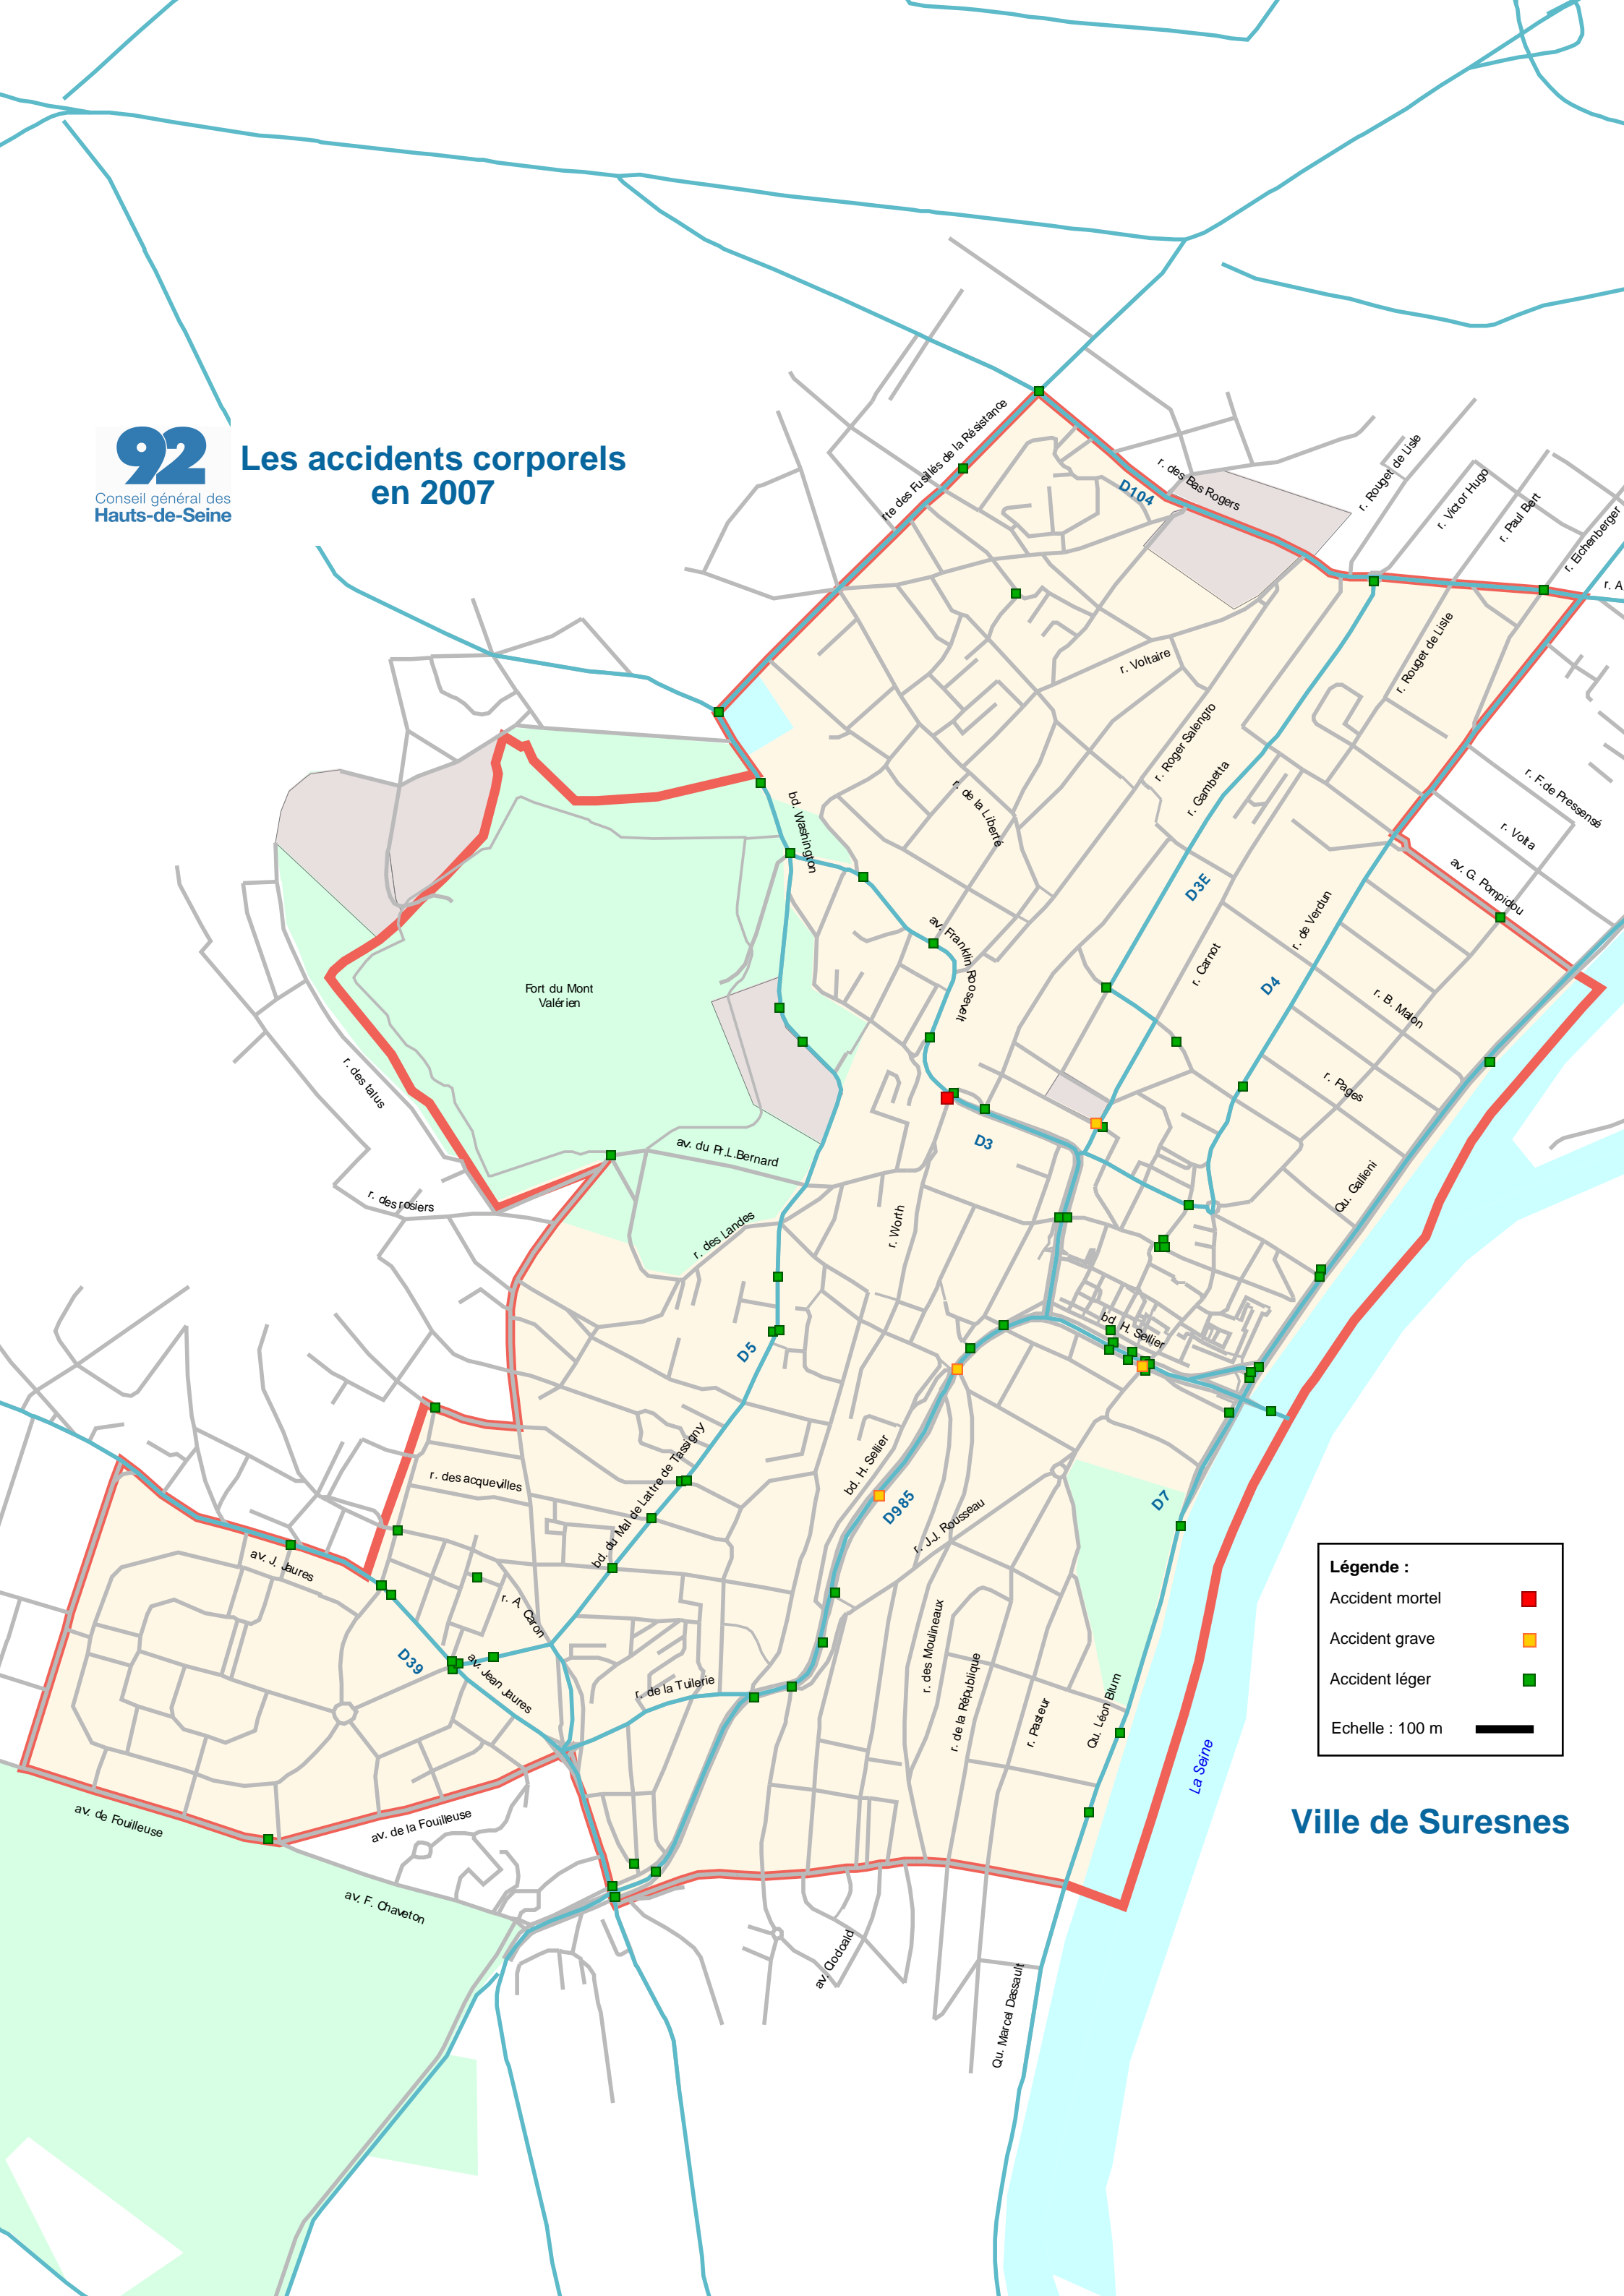 92
Conseil général des
Hauts-de-Seine
Les accidents corporels
en 2007
rte des Fusillés de la Résistance
D104
r. des Bas Rogers
r. Rouget de Lisle
r. Victor Hugo
r. Paul Bert
r. Eichenberger
r. A
r. Rouget de Lisle
r. Voltaire
r. Roger Salengro
r. Gambetta
r. de la Liberté
bd. Washington
r. F.de Pressensé
r. Volta
av. G. Pompidou
D3E
r. de Verdun
av. Franklin Roosevelt
r. Carnot
D4
r. B. Malon
Fort du Mont
Valérien
r. des talus
r. Pages
D3
av. du Pr.L.Bernard
Qu. Gallieni
r. des rosiers
r. des Landes
r. Worth
bd. H. Sellier
D5
bd. du Mal de Lattre de Tassigny
bd. H. Sellier
r. des acquevilles
D985
D7
r. J.J. Rousseau
av. J. Jaures
r. A. Caron
D39
av. Jean Jaures
r. de la Tuilerie
r. des Moulineaux
r. de la République
r. Pasteur
Qu. Léon Blum
La Seine
Légende :
Accident mortel
Accident grave
Accident léger
Echelle : 100 m
Ville de Suresnes
av. de Fouilleuse
av. de la Fouilleuse
av. F. Chaveton
av. Clodoald
Qu. Marcel Dassault